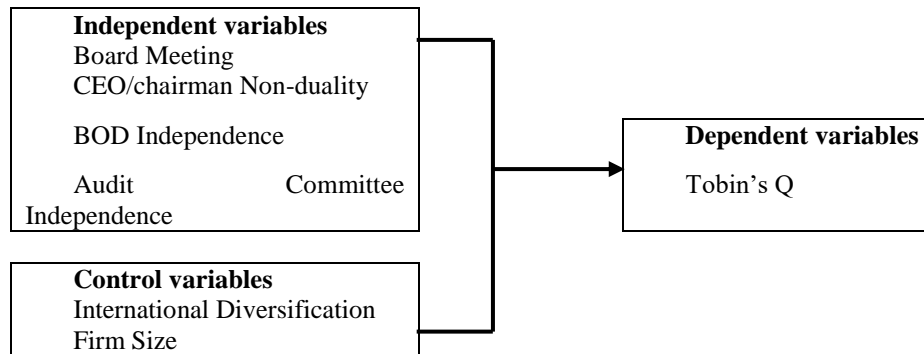 Independent variables
Board Meeting
CEO/chairman Non-duality
BOD Independence
Audit Committee
Independence
Dependent variables
Tobin’s Q
Control variables
International Diversification
Firm Size